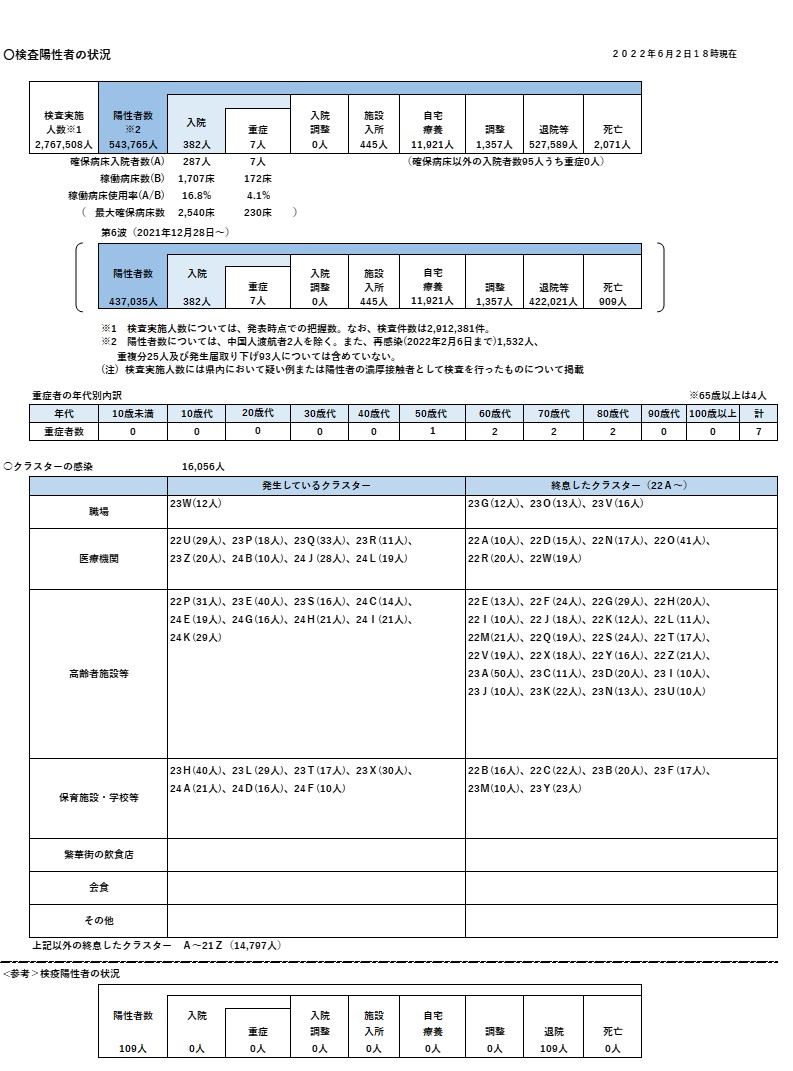 〇検査陽性者の状況
２０２２年６月２日１８時現在
検査実施 人数※1 2,767,508人
陽性者数 ※2 543,765人
入院 382人
重症 7人
入院 調整 0人
施設 入所 445人
自宅 療養 11,921人
調整 1,357人
退院等 527,589人
死亡 2,071人
確保病床入院者数(A) 287人 7人 （確保病床以外の入院者数95人うち重症0人）
稼働病床数(B) 1,707床 172床
稼働病床使用率(A/B) 16.8% 4.1%
（ 最大確保病床数 2,540床 230床 ）
第6波（2021年12月28日～）
陽性者数 437,035人
入院 382人
重症 7人
入院 調整 0人
施設 入所 445人
自宅 療養 11,921人
調整 1,357人
退院等 422,021人
死亡 909人
※1　検査実施人数については、発表時点での把握数。なお、検査件数は2,912,381件。
※2　陽性者数については、中国人渡航者2人を除く。また、再感染(2022年2月6日まで)1,532人、
重複分25人及び発生届取り下げ93人については含めていない。
(注)　検査実施人数には県内において疑い例または陽性者の濃厚接触者として検査を行ったものについて掲載
重症者の年代別内訳 ※65歳以上は4人
年代 10歳未満 10歳代 20歳代 30歳代 40歳代 50歳代 60歳代 70歳代 80歳代 90歳代 100歳以上 計
重症者数 0 0 0 0 0 1 2 2 2 0 0 7
〇クラスターの感染 16,056人
発生しているクラスター 終息したクラスター（22Ａ～）
職場
23W(12人)
23Ｇ(12人)、23Ｏ(13人)、23Ｖ(16人)
医療機関
22Ｕ(29人)、23Ｐ(18人)、23Ｑ(33人)、23Ｒ(11人)、
23Ｚ(20人)、24Ｂ(10人)、24Ｊ(28人)、24Ｌ(19人)
22Ａ(10人)、22Ｄ(15人)、22Ｎ(17人)、22Ｏ(41人)、
22Ｒ(20人)、22W(19人)
高齢者施設等
22Ｐ(31人)、23Ｅ(40人)、23Ｓ(16人)、24Ｃ(14人)、
24Ｅ(19人)、24Ｇ(16人)、24Ｈ(21人)、24Ｉ(21人)、
24Ｋ(29人)
22Ｅ(13人)、22Ｆ(24人)、22Ｇ(29人)、22Ｈ(20人)、
22Ｉ(10人)、22Ｊ(18人)、22Ｋ(12人)、22Ｌ(11人)、
22M(21人)、22Ｑ(19人)、22Ｓ(24人)、22Ｔ(17人)、
22Ｖ(19人)、22Ｘ(18人)、22Ｙ(16人)、22Ｚ(21人)、
23Ａ(50人)、23Ｃ(11人)、23Ｄ(20人)、23Ｉ(10人)、
23Ｊ(10人)、23Ｋ(22人)、23Ｎ(13人)、23Ｕ(10人)
保育施設・学校等
23Ｈ(40人)、23Ｌ(29人)、23Ｔ(17人)、23Ｘ(30人)、
24Ａ(21人)、24Ｄ(16人)、24Ｆ(10人)
22Ｂ(16人)、22Ｃ(22人)、23Ｂ(20人)、23Ｆ(17人)、
23M(10人)、23Ｙ(23人)
繁華街の飲食店
会食
その他
上記以外の終息したクラスター　Ａ～21Ｚ（14,797人）
<参考>検疫陽性者の状況
陽性者数 109人
入院 0人
重症 0人
入院 調整 0人
施設 入所 0人
自宅 療養 0人
調整 0人
退院 109人
死亡 0人